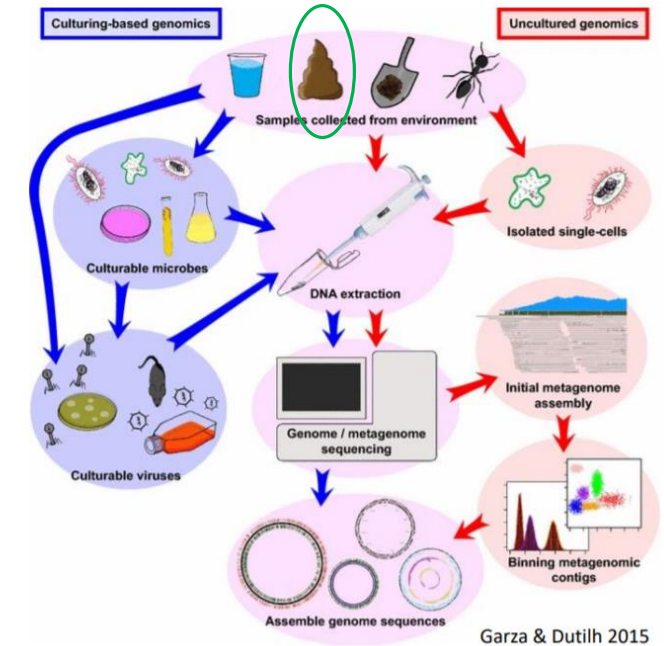 Culturing-based genomics
Uncultured genomics
Samples collected from environment
Culturable microbes
Isolated single-cells
DNA extraction
Initial metagenome
assembly
Genome / metagenome
sequencing
Culturable viruses
Binning metagenomic
contigs
Assemble genome sequences
Garza & Dutilh 2015